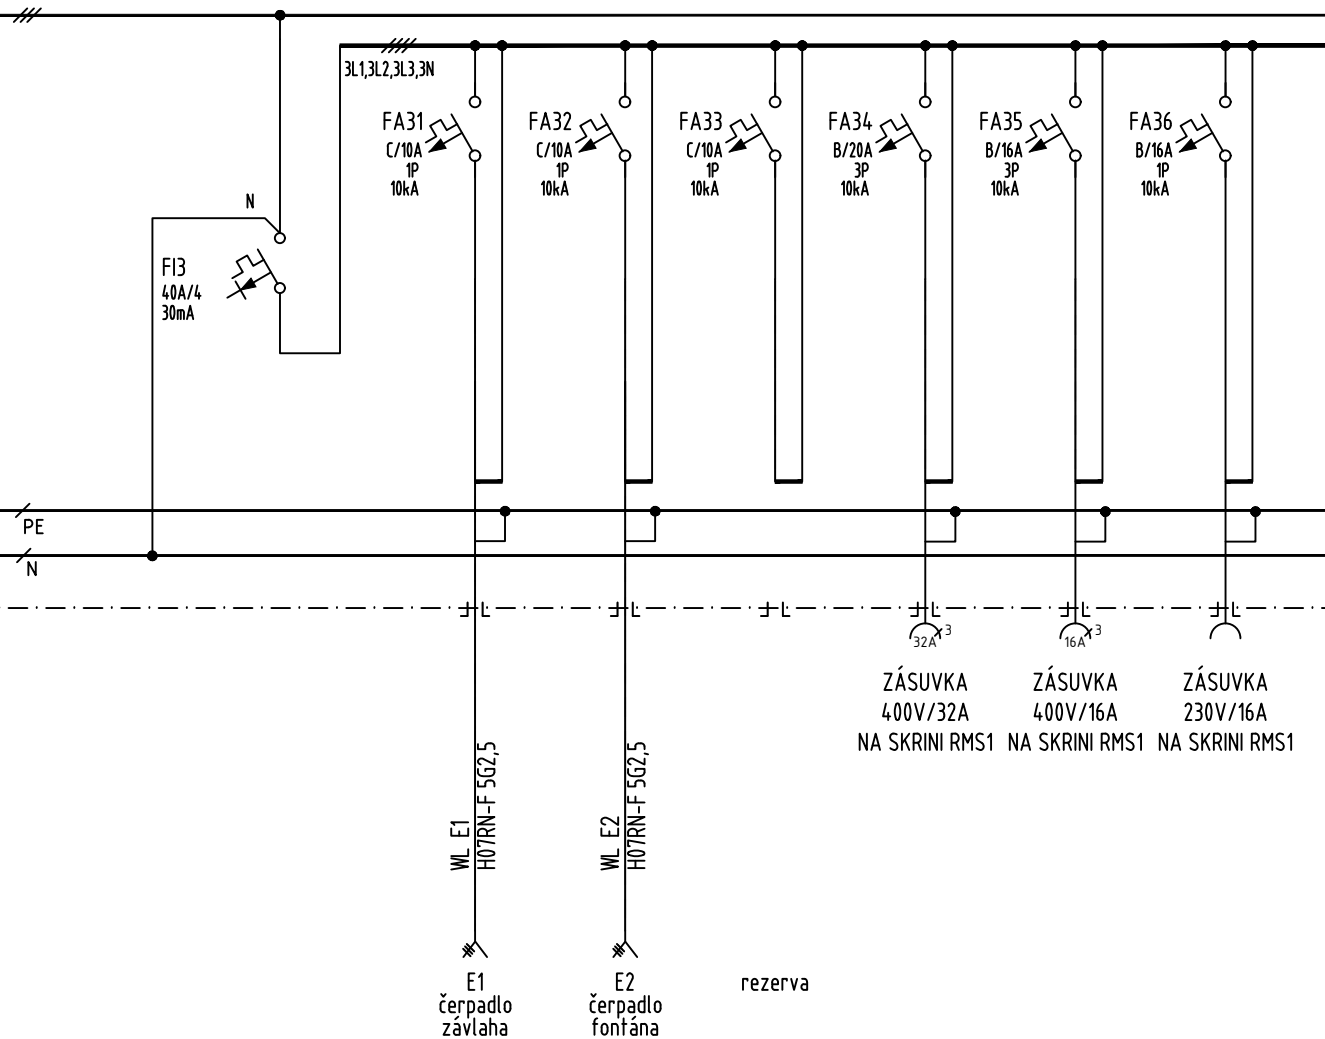 3L1,3L2,3L3,3N
FA31
C/10A
1P
10kA
FA32
C/10A
1P
10kA
FA33
C/10A
1P
10kA
FA34
B/20A
3P
10kA
FA35
B/16A
3P
10kA
FA36
B/16A
1P
10kA
N
FI3
40A/4
30mA
PE
N
32A
3
16A
3
ZÁSUVKA
400V/32A
NA SKRINI RMS1
ZÁSUVKA
400V/16A
NA SKRINI RMS1
ZÁSUVKA
230V/16A
NA SKRINI RMS1
WL E1
H07RN-F 5G2,5
WL E2
H07RN-F 5G2,5
E1
čerpadlo
závlaha
E2
čerpadlo
fontána
rezerva